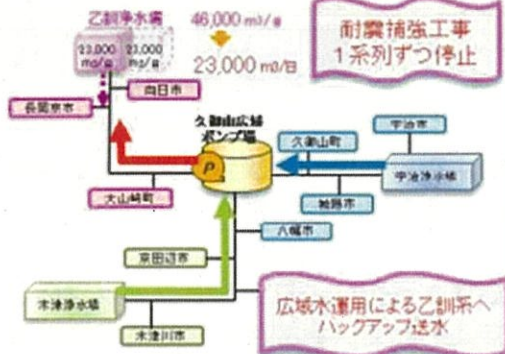 乙訓浄水場
46,000 m3/日
23,000 m3/日
23,000 m3/日
23,000 m3/日
耐震補強工事
1系列ずつ停止
向日市
長岡京市
久御山広域
ポンプ場
久御山町
宇治市
P
宇治浄水場
大山崎町
城陽市
八幡市
京田辺市
木津浄水場
木津川市
広域水運用による乙訓系へ
バックアップ送水